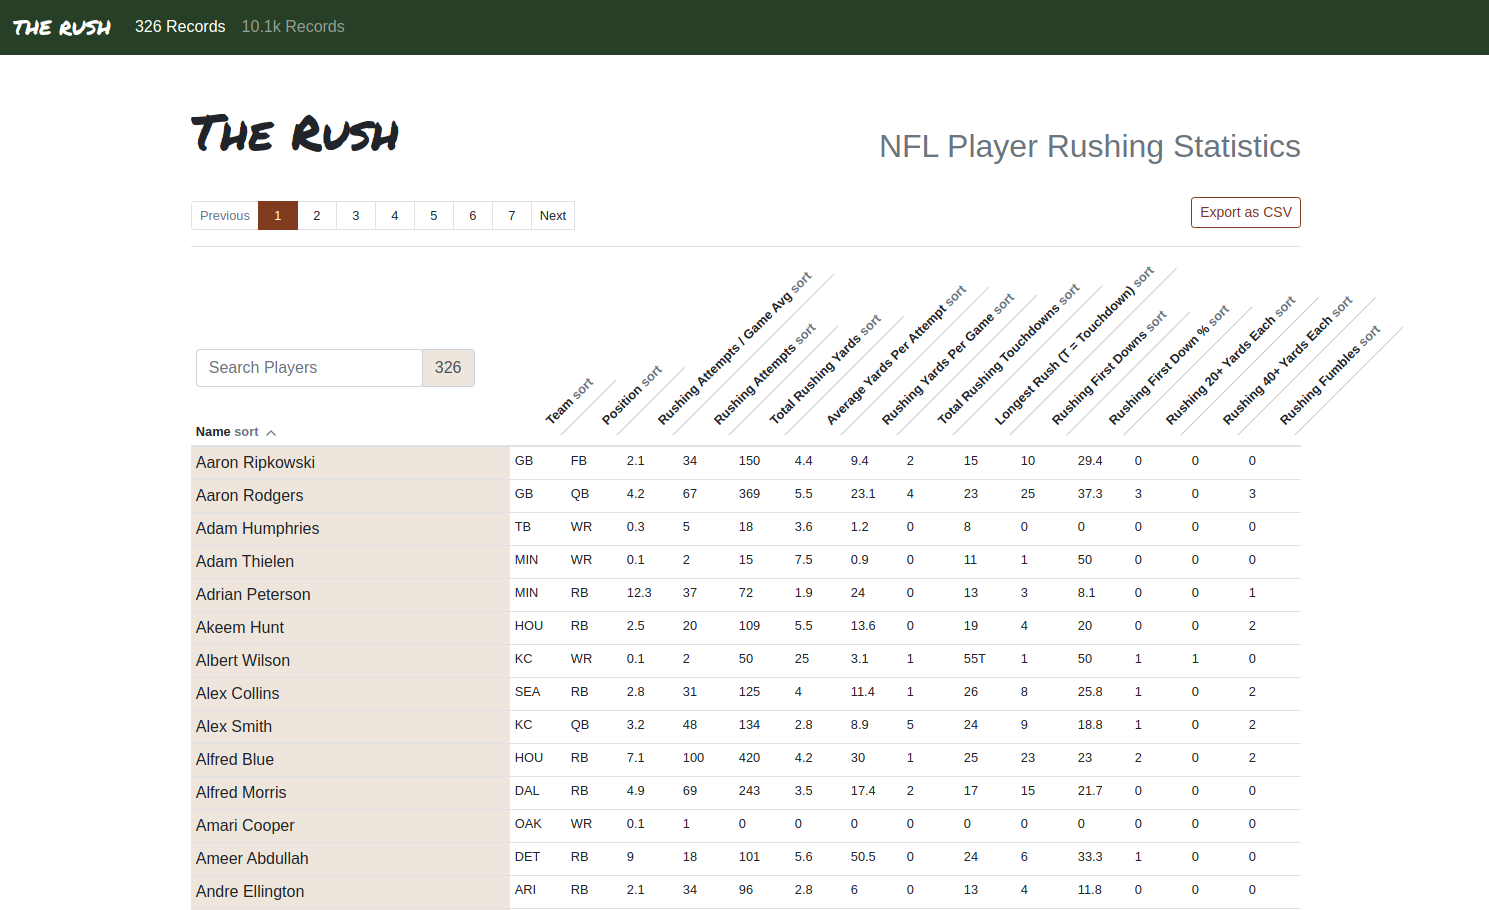 THE RUSH 326 Records 10.1k Records
THE RUSH
NFL Player Rushing Statistics
Previous 1 2 3 4 5 6 7 Next
Export as CSV
Search Players 326
Name sort
Team sort
Position sort
Rushing Attempts / Game Avg sort
Rushing Attempts sort
Total Rushing Yards sort
Average Yards Per Attempt sort
Rushing Yards Per Game sort
Total Rushing Touchdowns sort
Longest Rush (T = Touchdown) sort
Rushing First Downs sort
Rushing First Down % sort
Rushing 20+ Yards Each sort
Rushing 40+ Yards Each sort
Rushing Fumbles sort
Aaron Ripkowski GB FB 2.1 34 150 4.4 9.4 2 15 10 29.4 0 0 0
Aaron Rodgers GB QB 4.2 67 369 5.5 23.1 4 23 25 37.3 3 0 3
Adam Humphries TB WR 0.3 5 18 3.6 1.2 0 8 0 0 0 0 0
Adam Thielen MIN WR 0.1 2 15 7.5 0.9 0 11 1 50 0 0 0
Adrian Peterson MIN RB 12.3 37 72 1.9 24 0 13 3 8.1 0 0 1
Akeem Hunt HOU RB 2.5 20 109 5.5 13.6 0 19 4 20 0 0 2
Albert Wilson KC WR 0.1 2 50 25 3.1 1 55T 1 50 1 1 0
Alex Collins SEA RB 2.8 31 125 4 11.4 1 26 8 25.8 1 0 2
Alex Smith KC QB 3.2 48 134 2.8 8.9 5 24 9 18.8 1 0 2
Alfred Blue HOU RB 7.1 100 420 4.2 30 1 25 23 23 2 0 2
Alfred Morris DAL RB 4.9 69 243 3.5 17.4 2 17 15 21.7 0 0 0
Amari Cooper OAK WR 0.1 1 0 0 0 0 0 0 0 0 0 0
Ameer Abdullah DET RB 9 18 101 5.6 50.5 0 24 6 33.3 1 0 0
Andre Ellington ARI RB 2.1 34 96 2.8 6 0 13 4 11.8 0 0 0